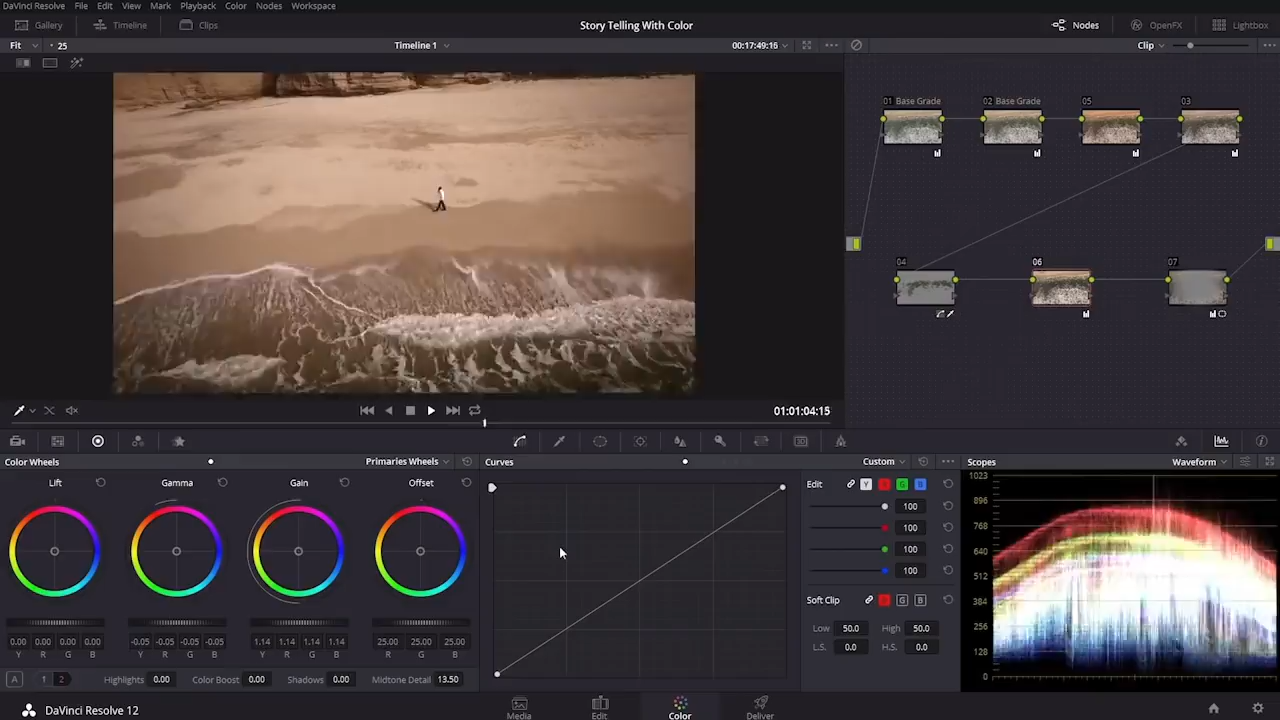 DaVinci Resolve File Edit View Mark Playback Color Nodes Workspace
Gallery Timeline Clips Story Telling With Color Nodes OpenFX Lightbox
Fit 25 Timeline 1 00:17:49:16 Clip
01 Base Grade 02 Base Grade 05 03
04 06 07
01:01:04:15
Color Wheels Primaries Wheels Curves Custom Scopes Waveform
Lift Gamma Gain Offset
Edit Y R G B
100
100
100
100
Soft Clip R G B
Low 50.0 High 50.0
L.S. 0.0 H.S. 0.0
1023
896
768
640
512
384
256
128
0
0.00 0.00 0.00 0.00 -0.05 -0.05 -0.05 -0.05 1.14 1.14 1.14 1.14 25.00 25.00 25.00
Y R G B Y R G B Y R G B R G B
A 1 2 Highlights 0.00 Color Boost 0.00 Shadows 0.00 Midtone Detail 13.50
DaVinci Resolve 12 Media Edit Color Deliver